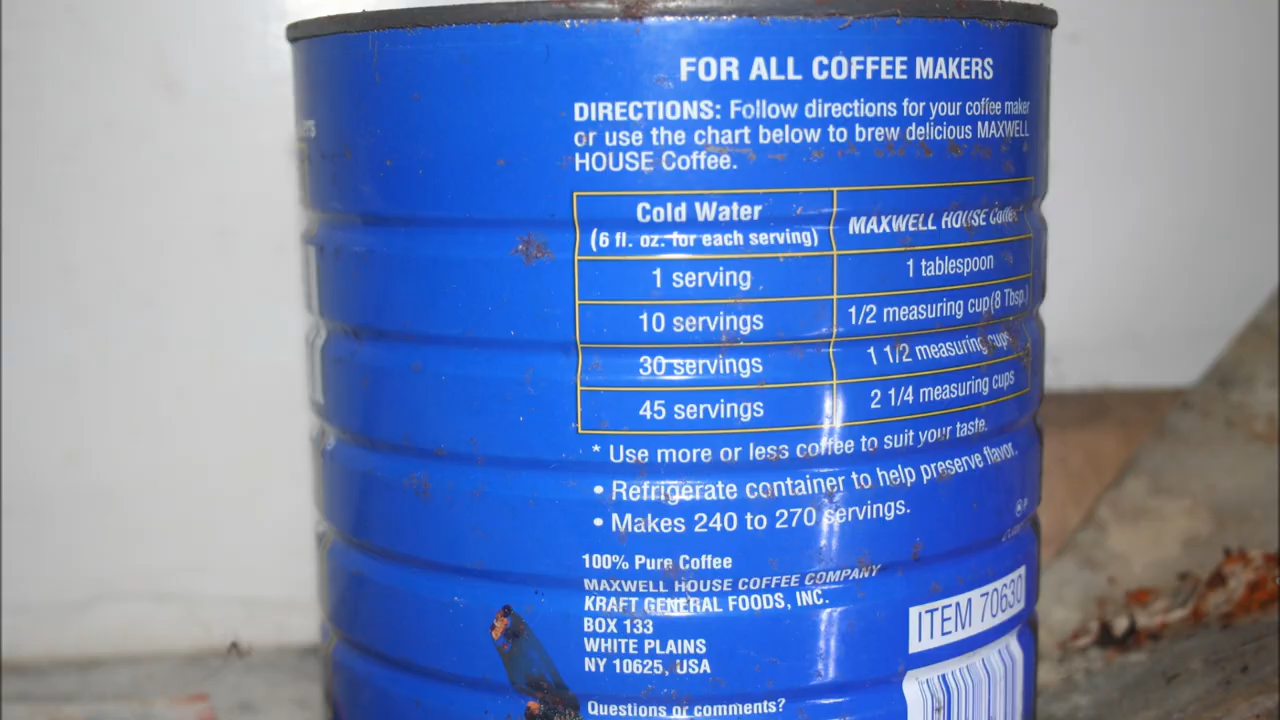 FOR ALL COFFEE MAKERS
DIRECTIONS: Follow directions for your coffee maker
or use the chart below to brew delicious MAXWELL
HOUSE Coffee.
Cold Water
(6 fl. oz. for each serving)
MAXWELL HOUSE Coffee*
1 serving
1 tablespoon
10 servings
1/2 measuring cup(8 Tbsp.)
30 servings
1 1/2 measuring cups
45 servings
2 1/4 measuring cups
* Use more or less coffee to suit your taste.
• Refrigerate container to help preserve flavor.
• Makes 240 to 270 servings.
100% Pure Coffee
MAXWELL HOUSE COFFEE COMPANY
KRAFT GENERAL FOODS, INC.
BOX 133
WHITE PLAINS
NY 10625, USA
ITEM 70630
Questions or comments?